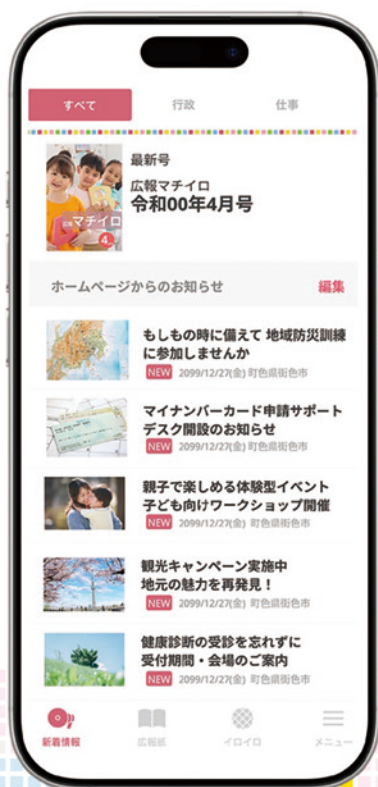 すべて
行政
仕事
最新号
広報マチイロ
令和00年4月号
広報マチイロ
4
ホームページからのお知らせ
編集
もしもの時に備えて 地域防災訓練
に参加しませんか
NEW 2099/12/27(金) 町色県街色市
マイナンバーカード申請サポート
デスク開設のお知らせ
NEW 2099/12/27(金) 町色県街色市
親子で楽しめる体験型イベント
子ども向けワークショップ開催
NEW 2099/12/27(金) 町色県街色市
観光キャンペーン実施中
地元の魅力を再発見！
NEW 2099/12/27(金) 町色県街色市
健康診断の受診を忘れずに
受付期間・会場のご案内
NEW 2099/12/27(金) 町色県街色市
新着情報
広報紙
イロイロ
メニュー